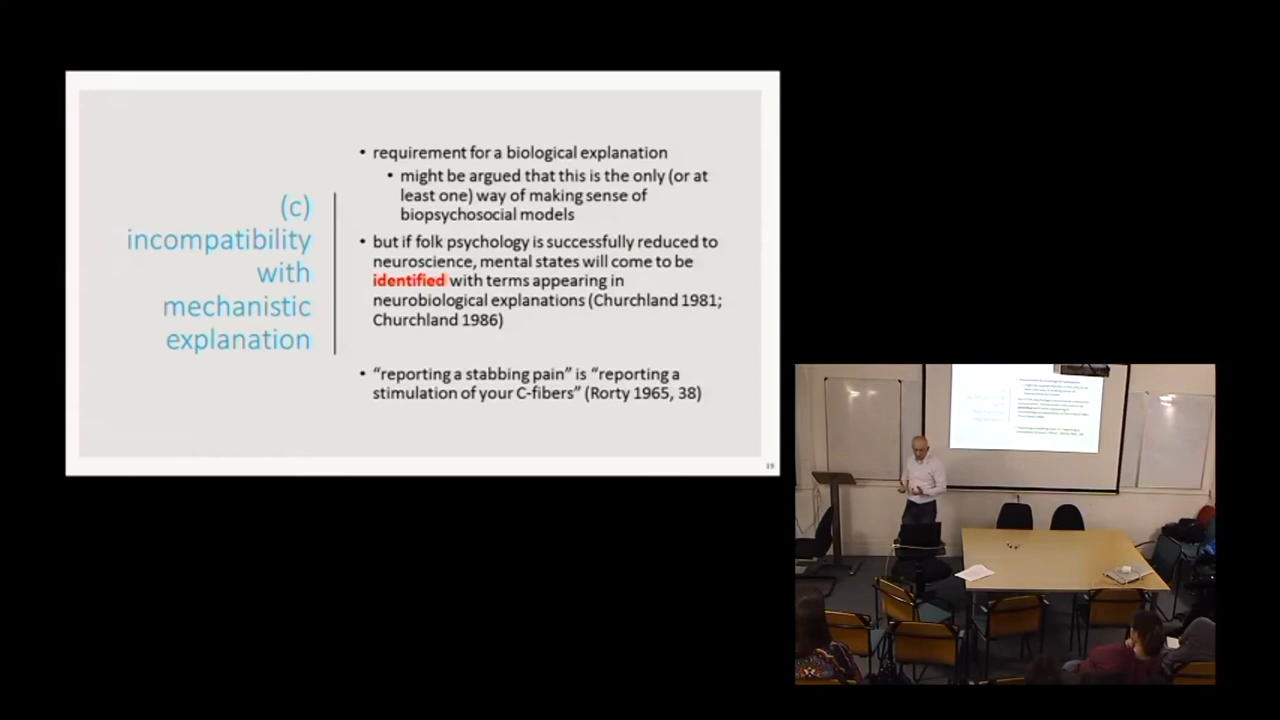 (c)
incompatibility
with
mechanistic
explanation
• requirement for a biological explanation
• might be argued that this is the only (or at
least one) way of making sense of
biopsychosocial models
• but if folk psychology is successfully reduced to
neuroscience, mental states will come to be
identified with terms appearing in
neurobiological explanations (Churchland 1981;
Churchland 1986)
• “reporting a stabbing pain” is “reporting a
stimulation of your C-fibers” (Rorty 1965, 38)
19